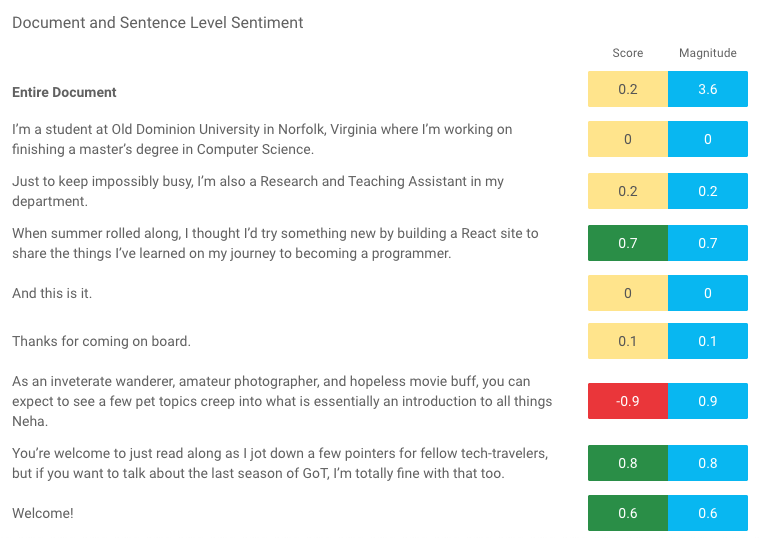 Document and Sentence Level Sentiment
Score Magnitude
Entire Document 0.2 3.6
I’m a student at Old Dominion University in Norfolk, Virginia where I’m working on
finishing a master’s degree in Computer Science.
0 0
Just to keep impossibly busy, I’m also a Research and Teaching Assistant in my
department.
0.2 0.2
When summer rolled along, I thought I’d try something new by building a React site to
share the things I’ve learned on my journey to becoming a programmer.
0.7 0.7
And this is it. 0 0
Thanks for coming on board. 0.1 0.1
As an inveterate wanderer, amateur photographer, and hopeless movie buff, you can
expect to see a few pet topics creep into what is essentially an introduction to all things
Neha.
-0.9 0.9
You’re welcome to just read along as I jot down a few pointers for fellow tech-travelers,
but if you want to talk about the last season of GoT, I’m totally fine with that too.
0.8 0.8
Welcome! 0.6 0.6